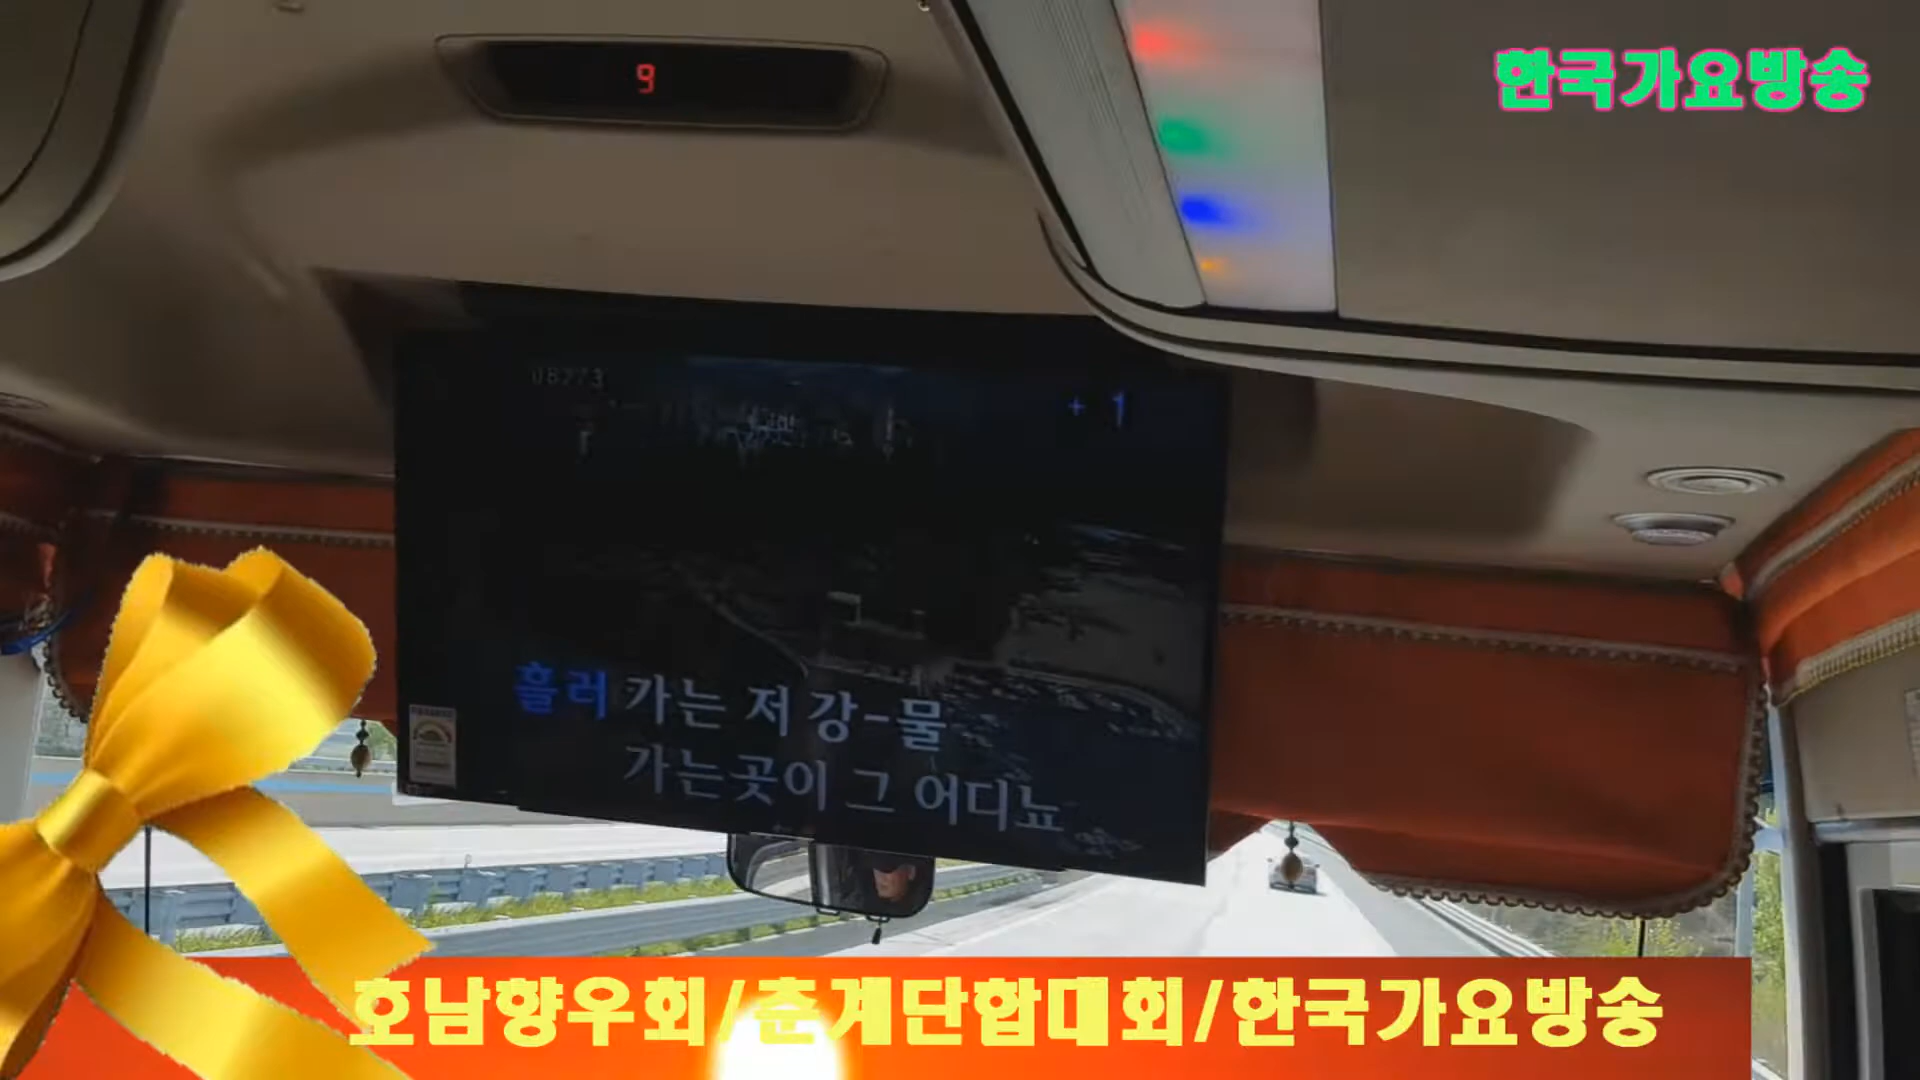 9
한국가요방송
08273
+ 1
흘러 카는 저 강-물
가는곳이 그 어디뇨
호남향우회/춘계단합대회/한국가요방송